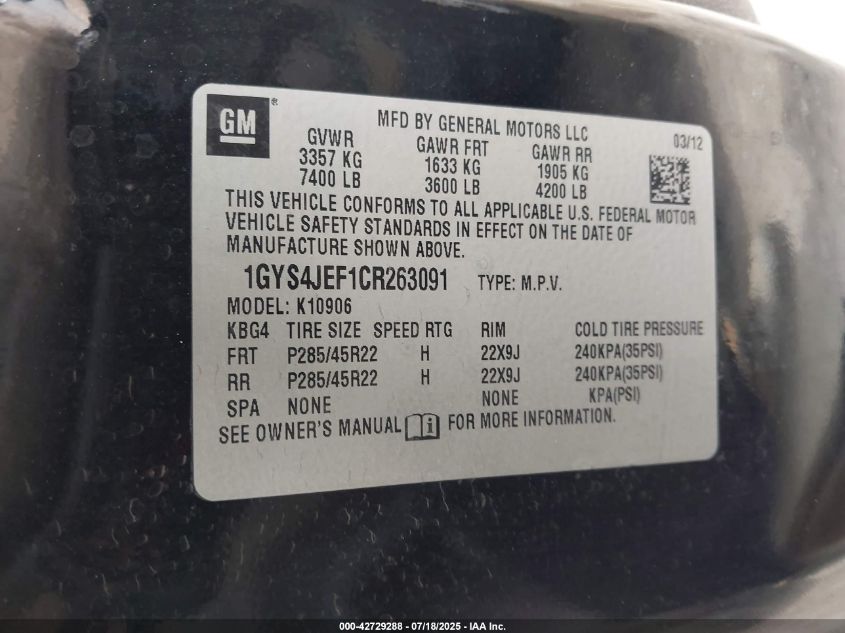 GM®
MFD BY GENERAL MOTORS LLC 03/12
GVWR GAWR FRT GAWR RR
3357 KG 1633 KG 1905 KG
7400 LB 3600 LB 4200 LB
THIS VEHICLE CONFORMS TO ALL APPLICABLE U.S. FEDERAL MOTOR
VEHICLE SAFETY STANDARDS IN EFFECT ON THE DATE OF
MANUFACTURE SHOWN ABOVE.
1GYS4JEF1CR263091 TYPE: M.P.V.
MODEL: K10906
KBG4 TIRE SIZE SPEED RTG RIM COLD TIRE PRESSURE
FRT P285/45R22 H 22X9J 240KPA(35PSI)
RR P285/45R22 H 22X9J 240KPA(35PSI)
SPA NONE NONE KPA(PSI)
SEE OWNER'S MANUAL FOR MORE INFORMATION.
000-42729288 - 07/18/2025 - IAA Inc.